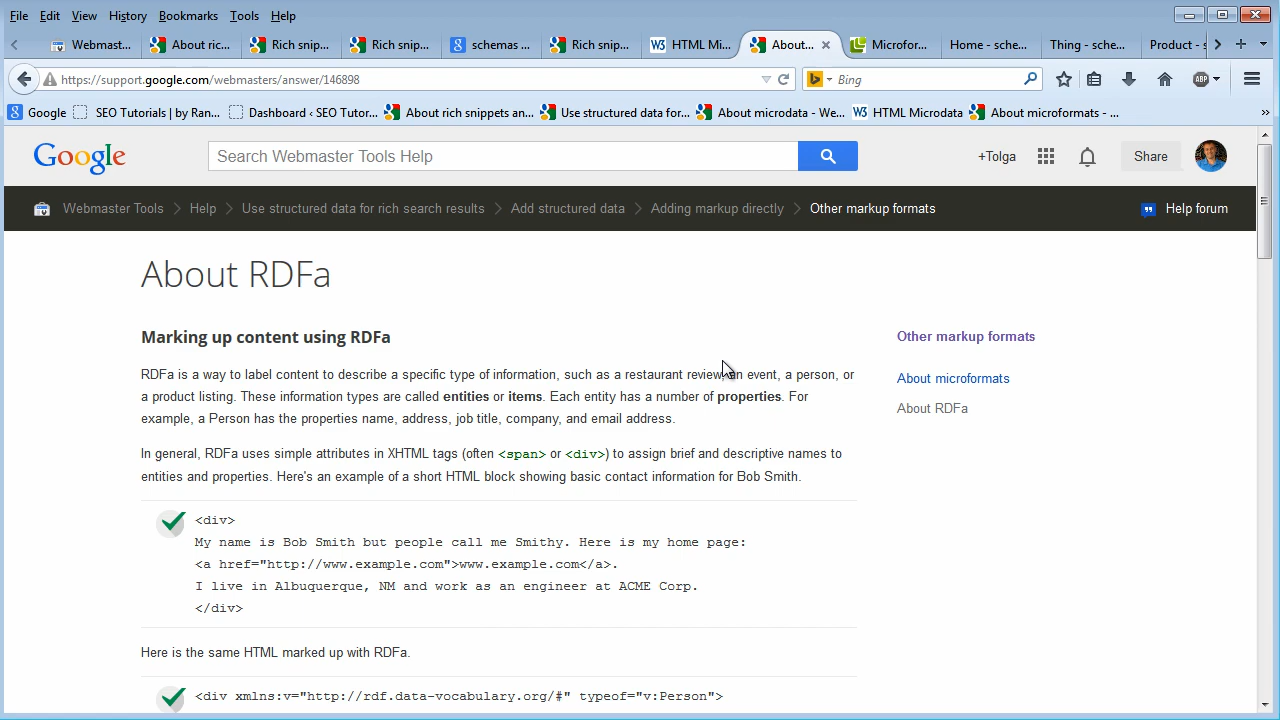 File Edit View History Bookmarks Tools Help
Webmast... About ric... Rich snip... Rich snip... schemas ... Rich snip... HTML Mi... About... Microfor... Home - sche... Thing - sche... Product - s
https://support.google.com/webmasters/answer/146898 Bing ABP
Google SEO Tutorials | by Ran... Dashboard ‹ SEO Tutor... About rich snippets an... Use structured data for... About microdata - We... W3 HTML Microdata About microformats - ...
Google Search Webmaster Tools Help +Tolga Share
Webmaster Tools Help Use structured data for rich search results Add structured data Adding markup directly Other markup formats Help forum
About RDFa
Marking up content using RDFa
Other markup formats
RDFa is a way to label content to describe a specific type of information, such as a restaurant review, an event, a person, or
a product listing. These information types are called entities or items. Each entity has a number of properties. For
example, a Person has the properties name, address, job title, company, and email address.
About microformats
About RDFa
In general, RDFa uses simple attributes in XHTML tags (often <span> or <div>) to assign brief and descriptive names to
entities and properties. Here's an example of a short HTML block showing basic contact information for Bob Smith.
<div>
My name is Bob Smith but people call me Smithy. Here is my home page:
<a href="http://www.example.com">www.example.com</a>.
I live in Albuquerque, NM and work as an engineer at ACME Corp.
</div>
Here is the same HTML marked up with RDFa.
<div xmlns:v="http://rdf.data-vocabulary.org/#" typeof="v:Person">